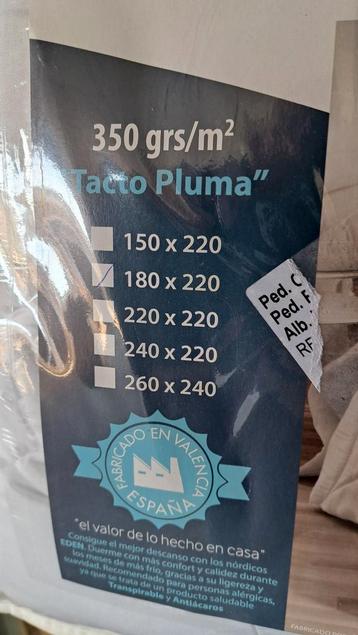 350 grs/m²
"Tacto Pluma"
150 x 220
180 x 220
220 x 220
240 x 220
260 x 240
Ped.
Ped.
Alb.
FABRICADO EN VALENCIA
ESPAÑA
"el valor de lo hecho en casa"
Consigue el mejor descanso con los nórdicos
EDEN. Duerme con más confort y calidez durante
los meses de más frío, gracias a su ligereza y
suavidad. Recomendado para personas alérgicas,
ya que se trata de un producto saludable
Transpirable y Antiácaros
FABRICADO